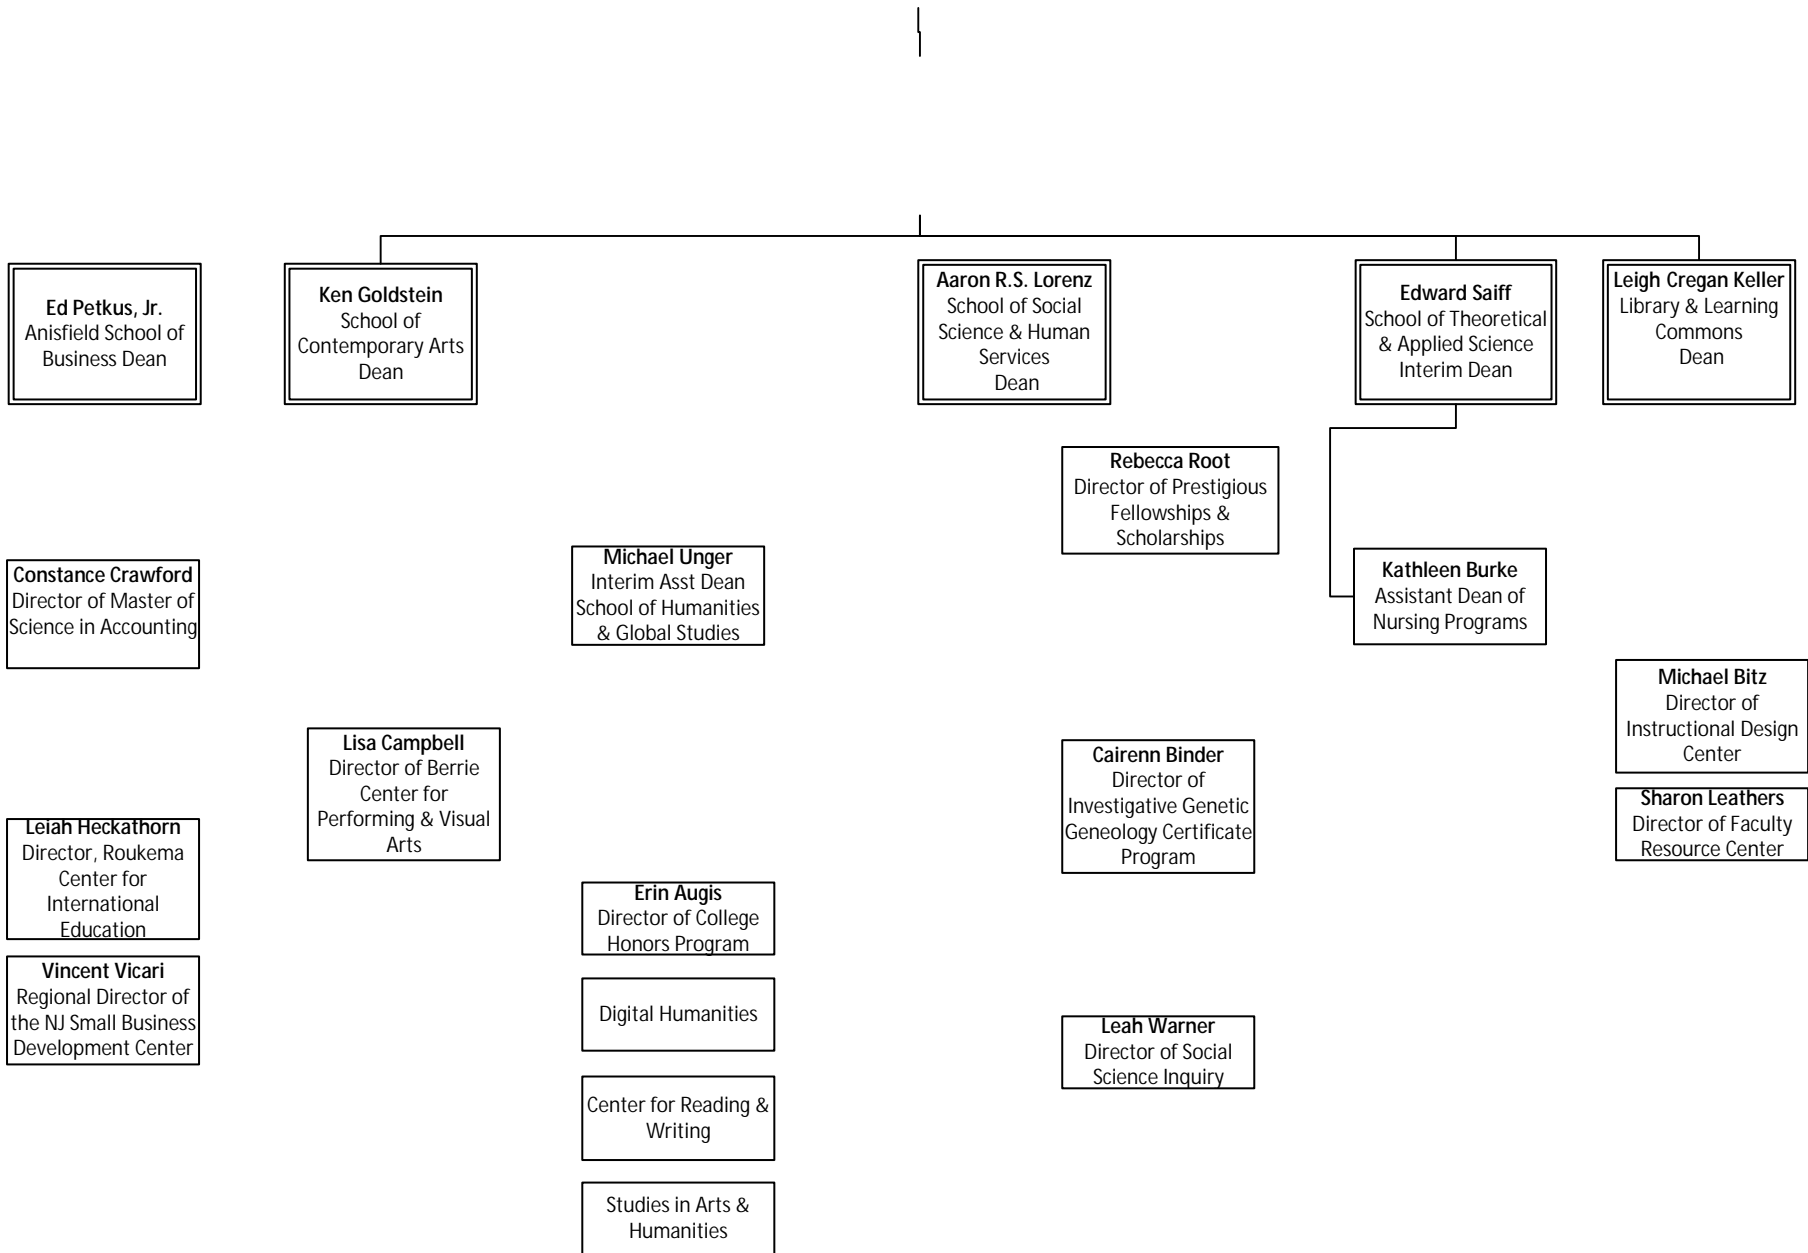 Ed Petkus, Jr.
Anisfield School of
Business Dean
Ken Goldstein
School of
Contemporary Arts
Dean
Aaron R.S. Lorenz
School of Social
Science & Human
Services
Dean
Edward Saiff
School of Theoretical
& Applied Science
Interim Dean
Leigh Cregan Keller
Library & Learning
Commons
Dean
Rebecca Root
Director of Prestigious
Fellowships &
Scholarships
Constance Crawford
Director of Master of
Science in Accounting
Michael Unger
Interim Asst Dean
School of Humanities
& Global Studies
Kathleen Burke
Assistant Dean of
Nursing Programs
Michael Bitz
Director of
Instructional Design
Center
Lisa Campbell
Director of Berrie
Center for
Performing & Visual
Arts
Cairenn Binder
Director of
Investigative Genetic
Geneology Certificate
Program
Sharon Leathers
Director of Faculty
Resource Center
Leiah Heckathorn
Director, Roukema
Center for
International
Education
Erin Augis
Director of College
Honors Program
Vincent Vicari
Regional Director of
the NJ Small Business
Development Center
Digital Humanities
Leah Warner
Director of Social
Science Inquiry
Center for Reading &
Writing
Studies in Arts &
Humanities